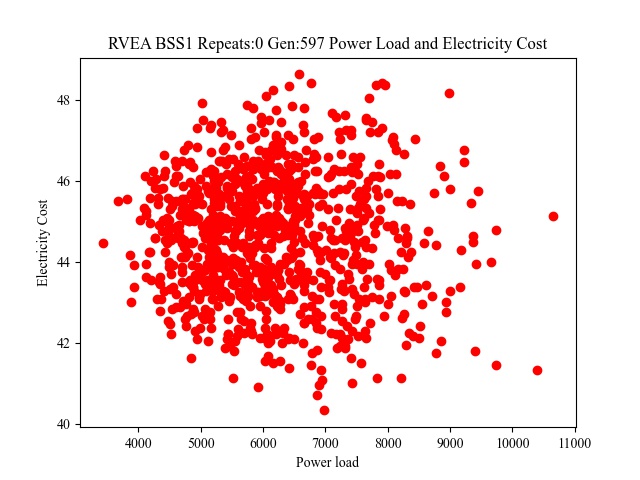 RVEA BSS1 Repeats:0 Gen:597 Power Load and Electricity Cost
48
46
44
42
40
Electricity Cost
4000 5000 6000 7000 8000 9000 10000 11000
Power load